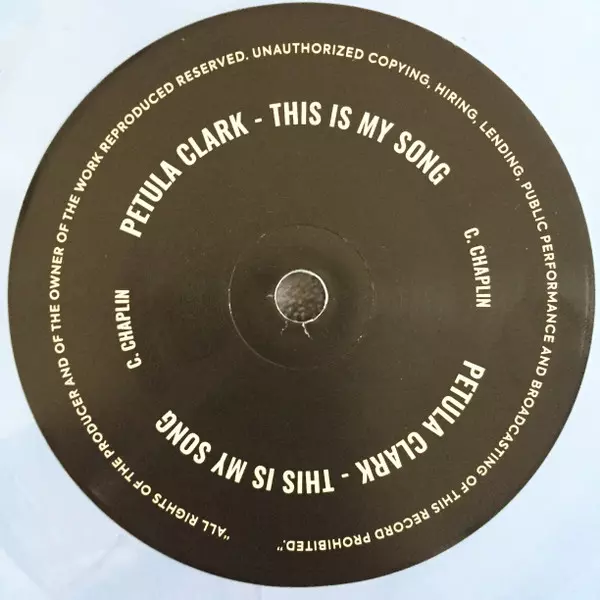 "ALL RIGHTS OF THE PRODUCER AND OF THE OWNER OF THE WORK REPRODUCED RESERVED. UNAUTHORIZED COPYING, HIRING, LENDING, PUBLIC PERFORMANCE AND BROADCASTING OF THIS RECORD PROHIBITED."
PETULA CLARK - THIS IS MY SONG
C. CHAPLIN
PETULA CLARK - THIS IS MY SONG
C. CHAPLIN